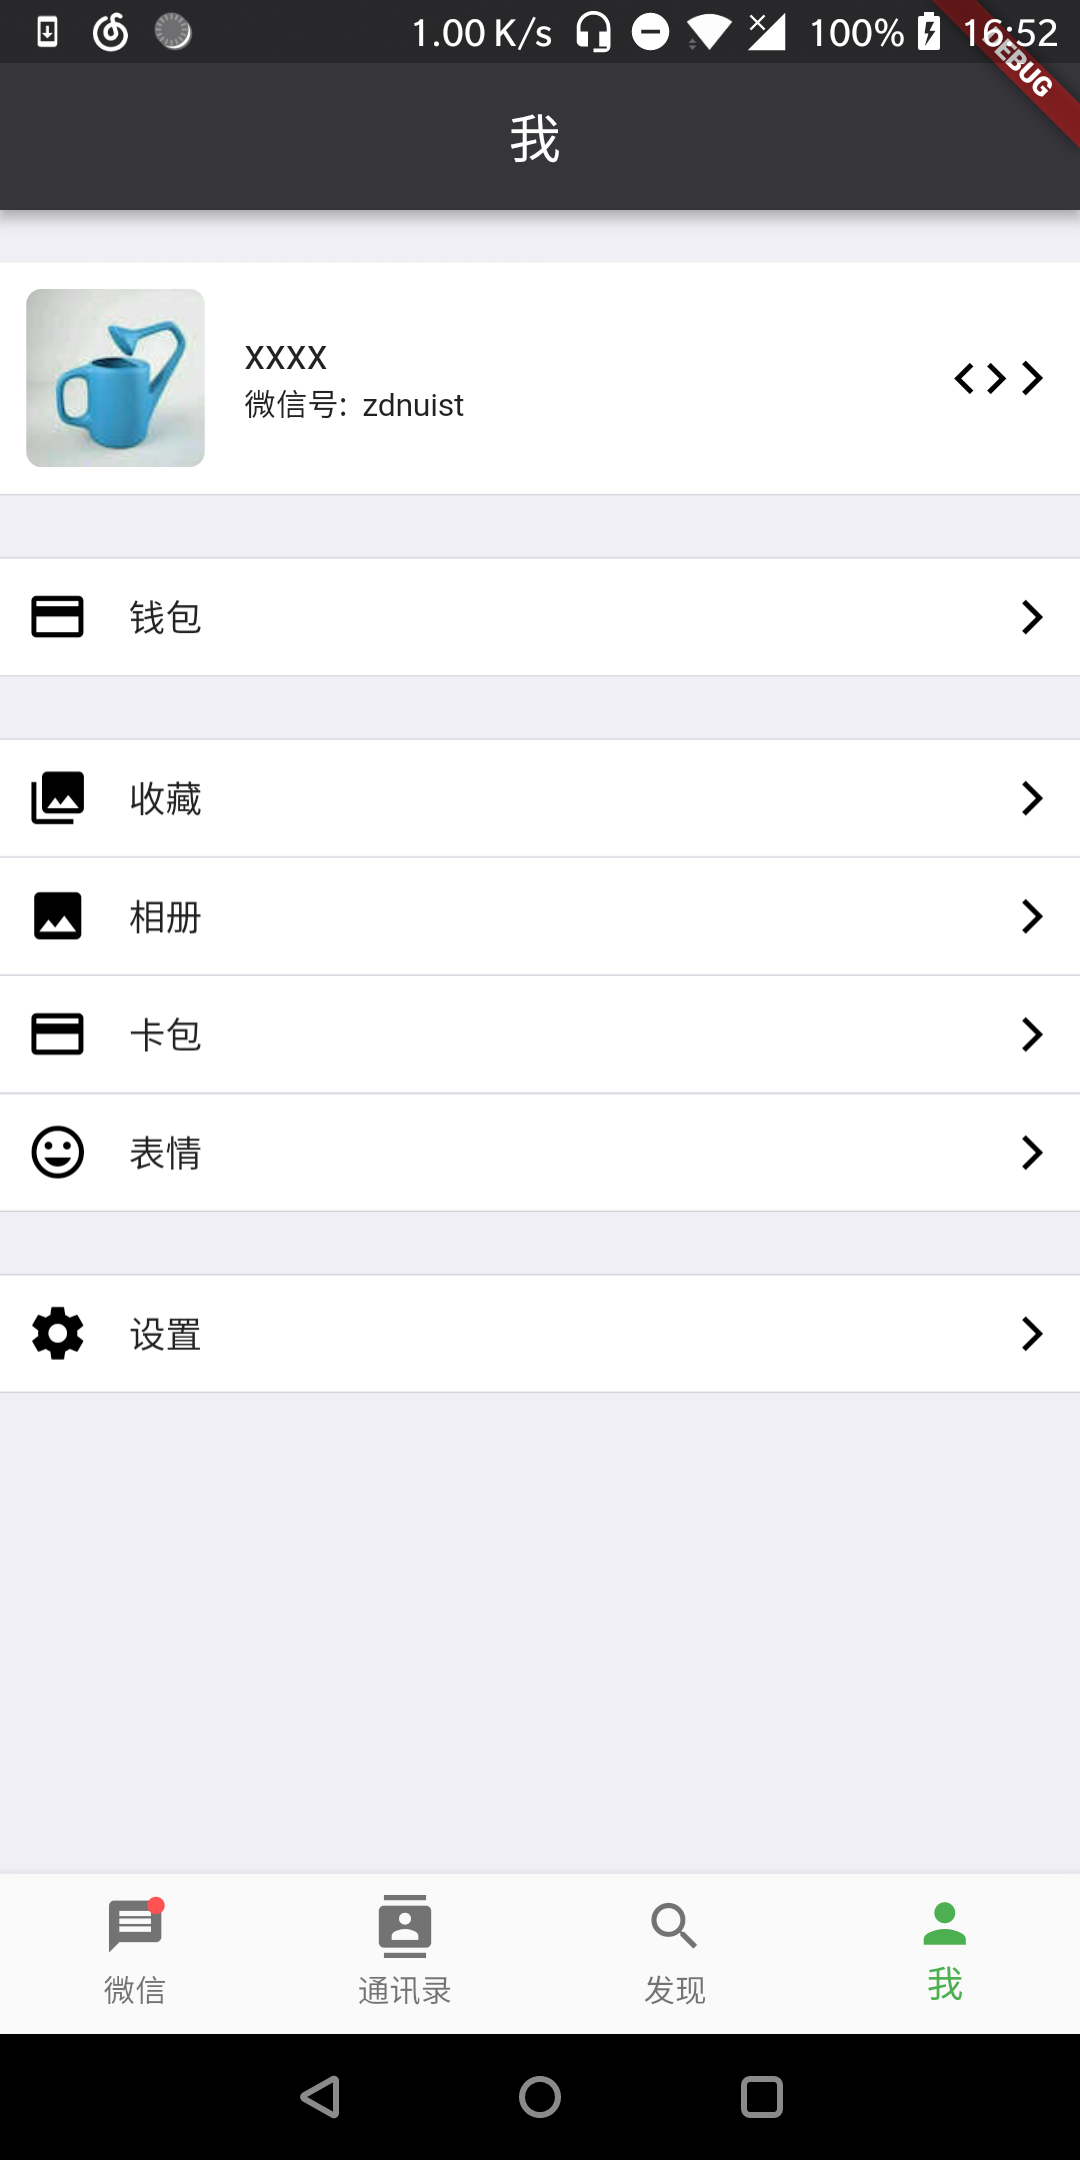 1.00 K/s 100% 16:52
DEBUG
我
xxxx
微信号: zdnuist
钱包
收藏
相册
卡包
表情
设置
微信 通讯录 发现 我